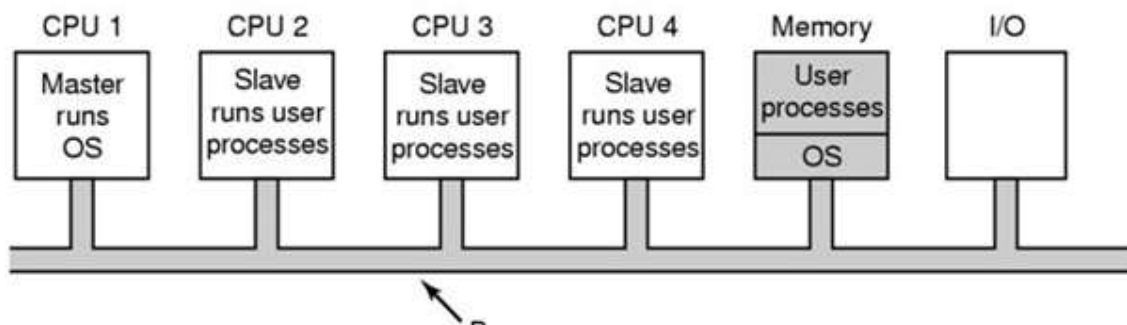 CPU 1
CPU 2
CPU 3
CPU 4
Memory
I/O
Master
runs
OS
Slave
runs user
processes
Slave
runs user
processes
Slave
runs user
processes
User
processes
OS